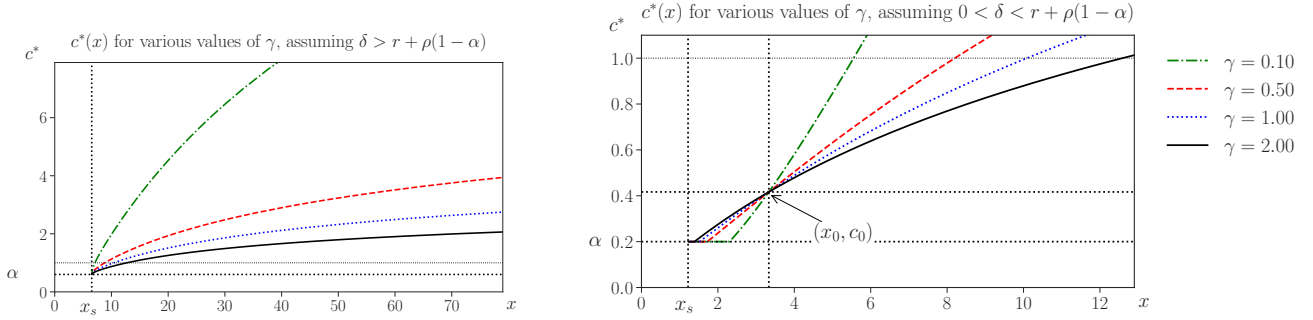 c*(x) for various values of γ, assuming δ > r + ρ(1 − α)
c*
6
4
2
α
0
0
x_s
10
20
30
40
50
60
70
x
c*(x) for various values of γ, assuming 0 < δ < r + ρ(1 − α)
c*
1.0
0.8
0.6
0.4
α
0.2
0.0
(x₀, c₀)
0
x_s
2
4
6
8
10
12
x
γ = 0.10
γ = 0.50
γ = 1.00
γ = 2.00